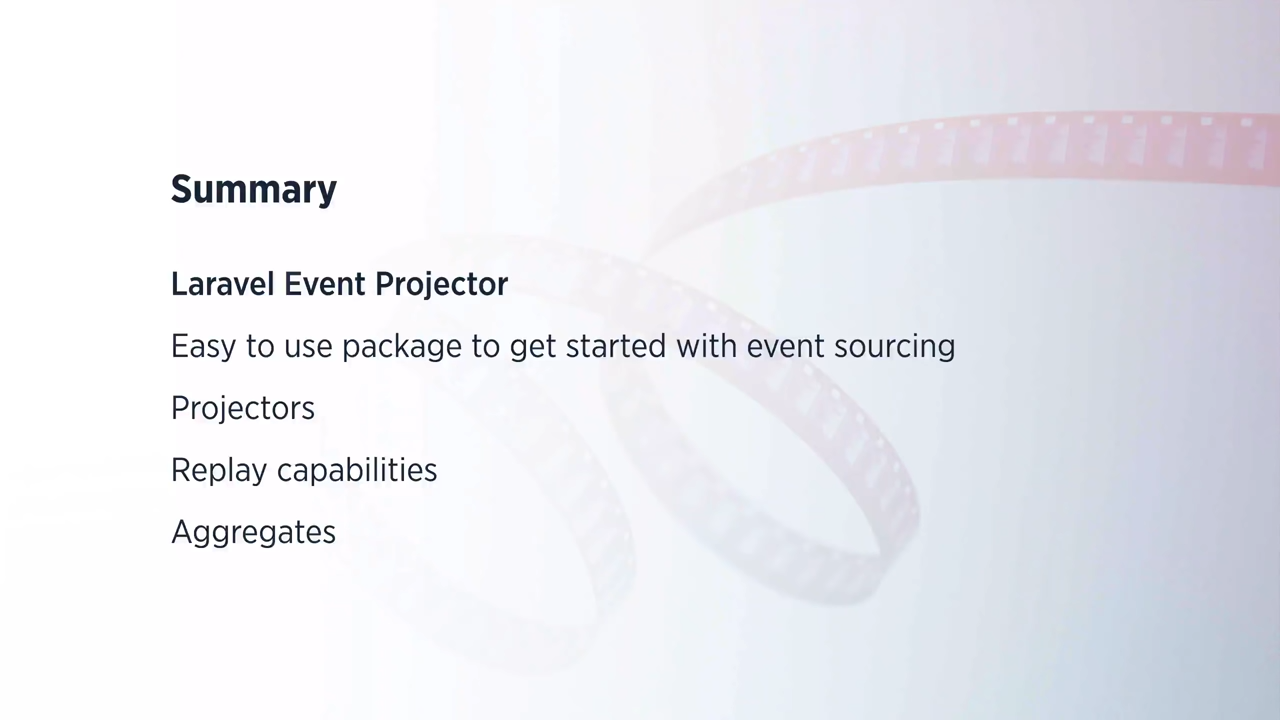 Summary
Laravel Event Projector
Easy to use package to get started with event sourcing
Projectors
Replay capabilities
Aggregates